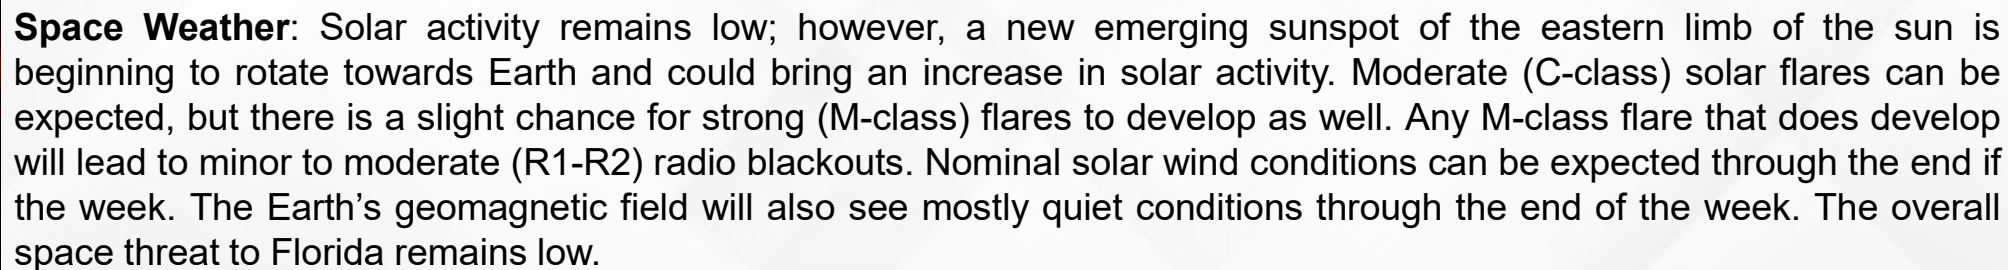 Space Weather: Solar activity remains low; however, a new emerging sunspot of the eastern limb of the sun is
beginning to rotate towards Earth and could bring an increase in solar activity. Moderate (C-class) solar flares can be
expected, but there is a slight chance for strong (M-class) flares to develop as well. Any M-class flare that does develop
will lead to minor to moderate (R1-R2) radio blackouts. Nominal solar wind conditions can be expected through the end if
the week. The Earth’s geomagnetic field will also see mostly quiet conditions through the end of the week. The overall
space threat to Florida remains low.